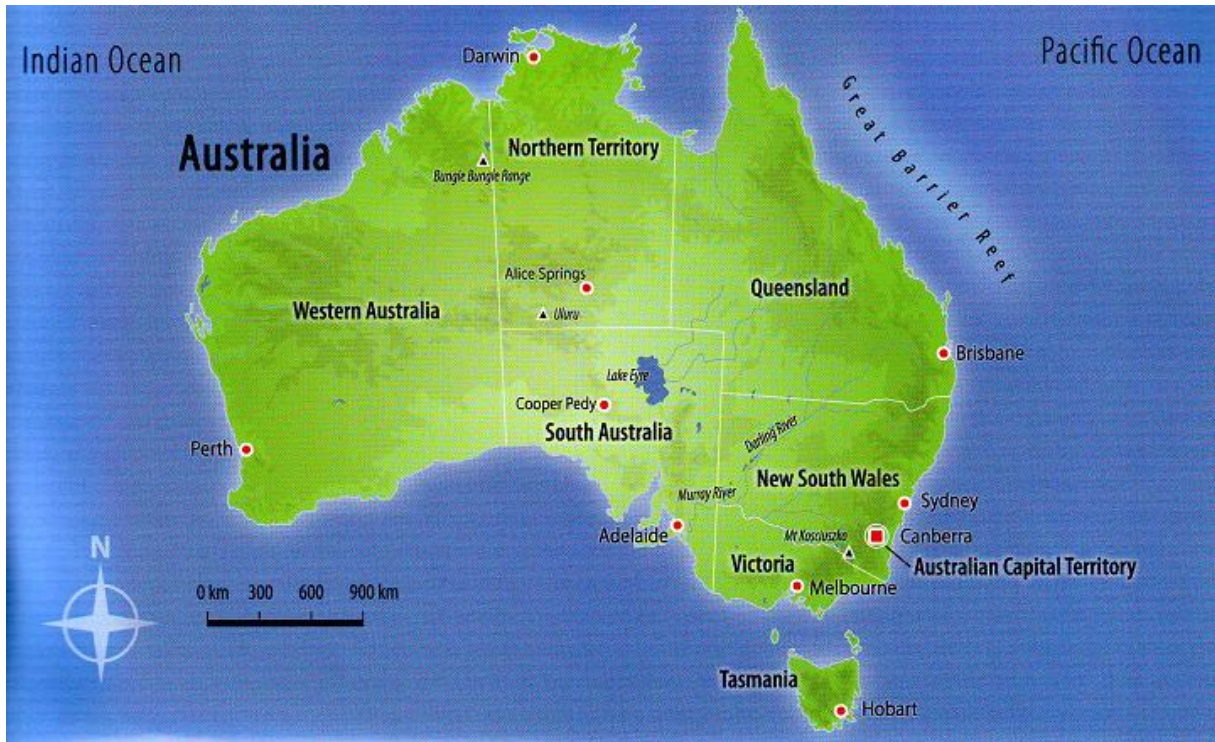 Indian Ocean
Pacific Ocean
Darwin
Great Barrier Reef
Australia
Northern Territory
Bungle Bungle Range
Alice Springs
Queensland
Western Australia
Uluru
Brisbane
Lake Eyre
Cooper Pedy
South Australia
Darling River
Perth
New South Wales
Murray River
Sydney
Adelaide
Mt Kosciuszko
Canberra
N
Victoria
Australian Capital Territory
Melbourne
0 km 300 600 900 km
Tasmania
Hobart